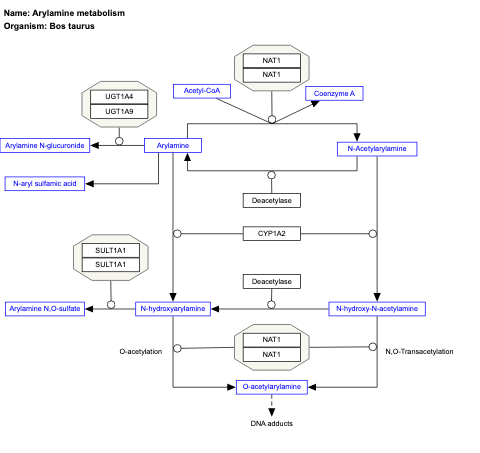 Name: Arylamine metabolism
Organism: Bos taurus
NAT1
NAT1
Acetyl-CoA
Coenzyme A
UGT1A4
UGT1A9
Arylamine N-glucuronide
Arylamine
N-Acetylarylamine
N-aryl sulfamic acid
Deacetylase
CYP1A2
SULT1A1
SULT1A1
Deacetylase
Arylamine N,O-sulfate
N-hydroxyarylamine
N-hydroxy-N-acetylamine
NAT1
NAT1
O-acetylation
N,O-Transacetylation
O-acetylarylamine
DNA adducts